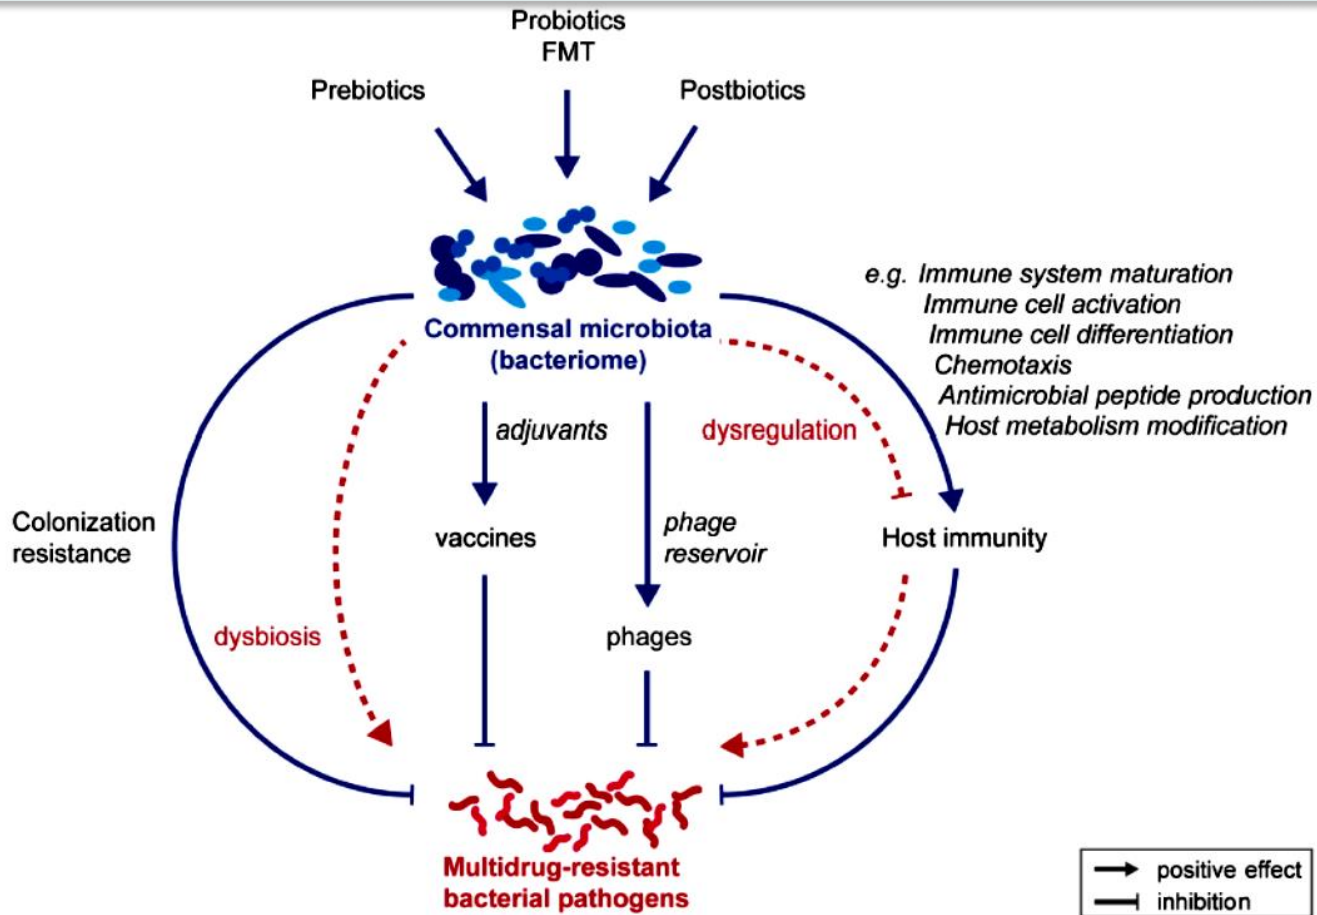 Probiotics
FMT
Prebiotics
Postbiotics
e.g. Immune system maturation
Immune cell activation
Immune cell differentiation
Chemotaxis
Antimicrobial peptide production
Host metabolism modification
Commensal microbiota
(bacteriome)
adjuvants
dysregulation
Colonization
resistance
vaccines
phage
reservoir
Host immunity
dysbiosis
phages
Multidrug-resistant
bacterial pathogens
positive effect
inhibition